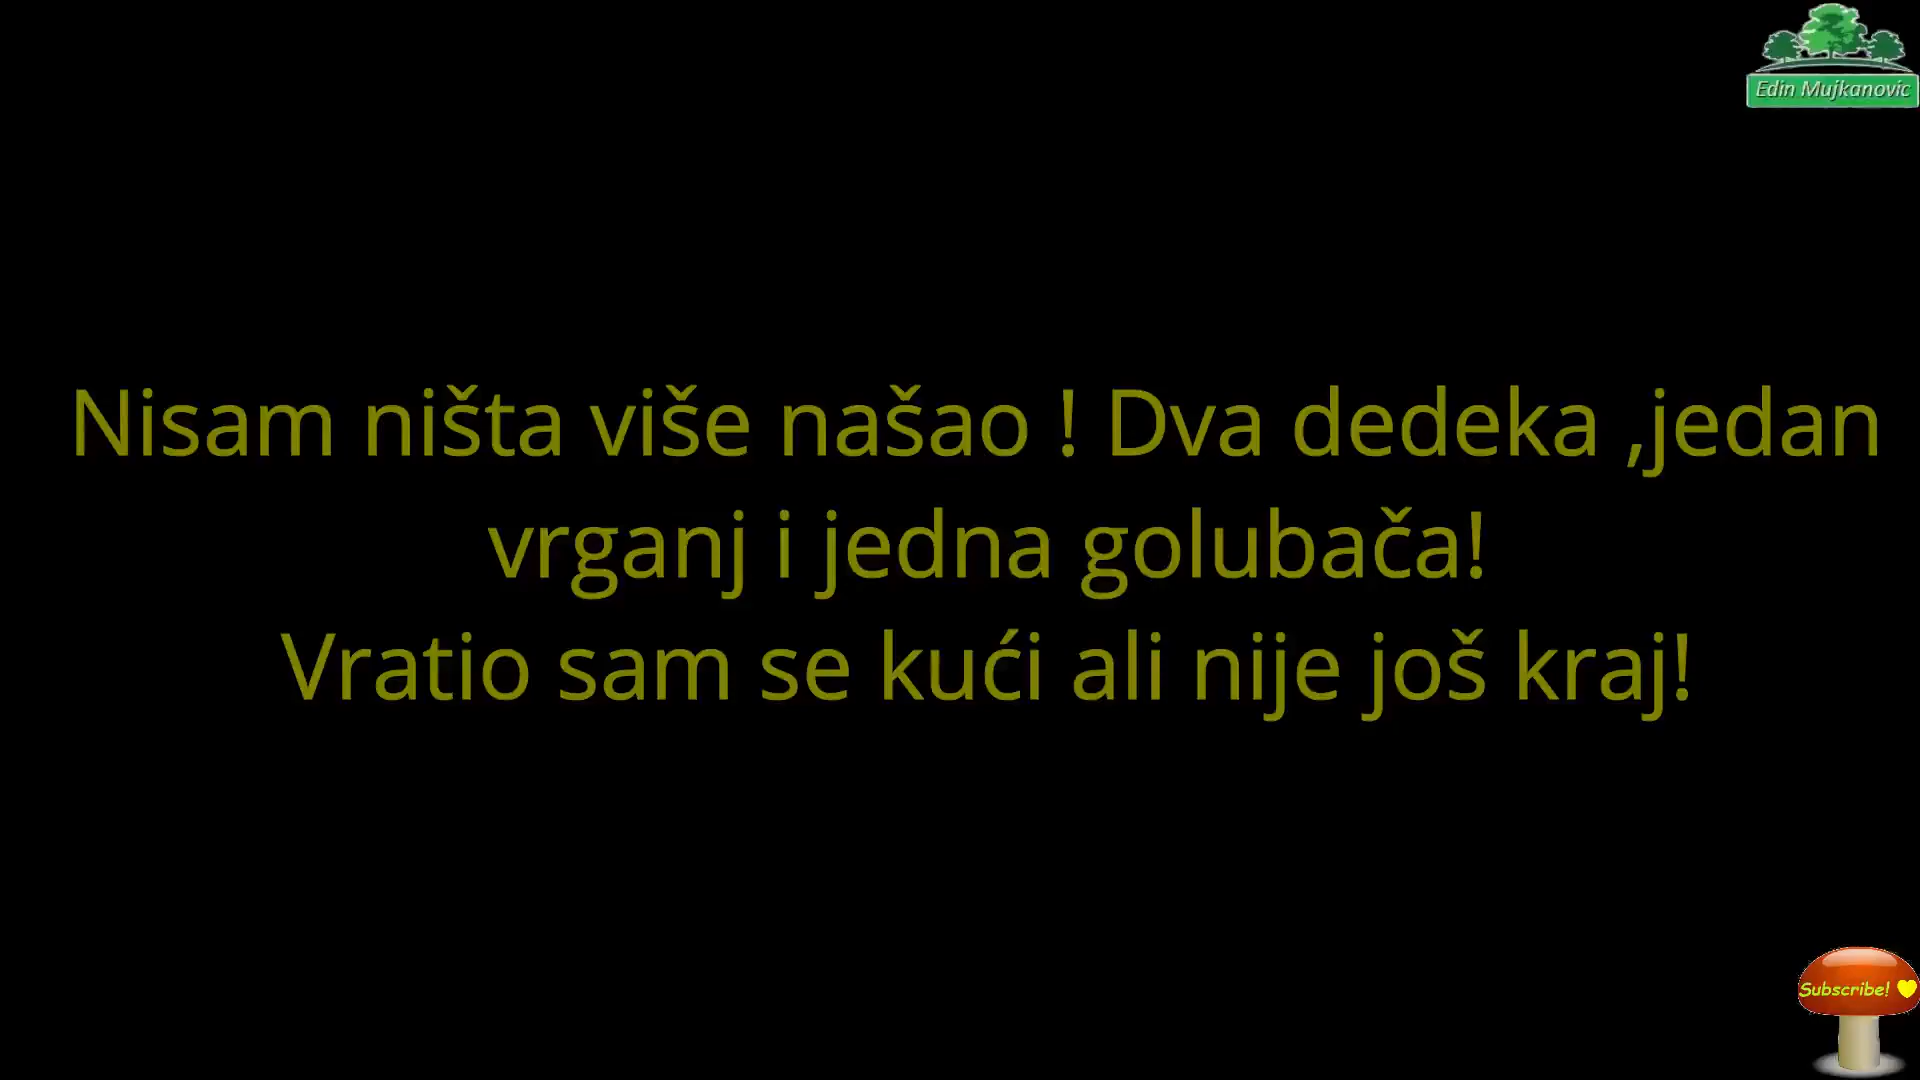 Edin Mujkanovic
Nisam ništa više našao ! Dva dedeka ,jedan
vrganj i jedna golubača!
Vratio sam se kući ali nije još kraj!
Subscribe! 💛